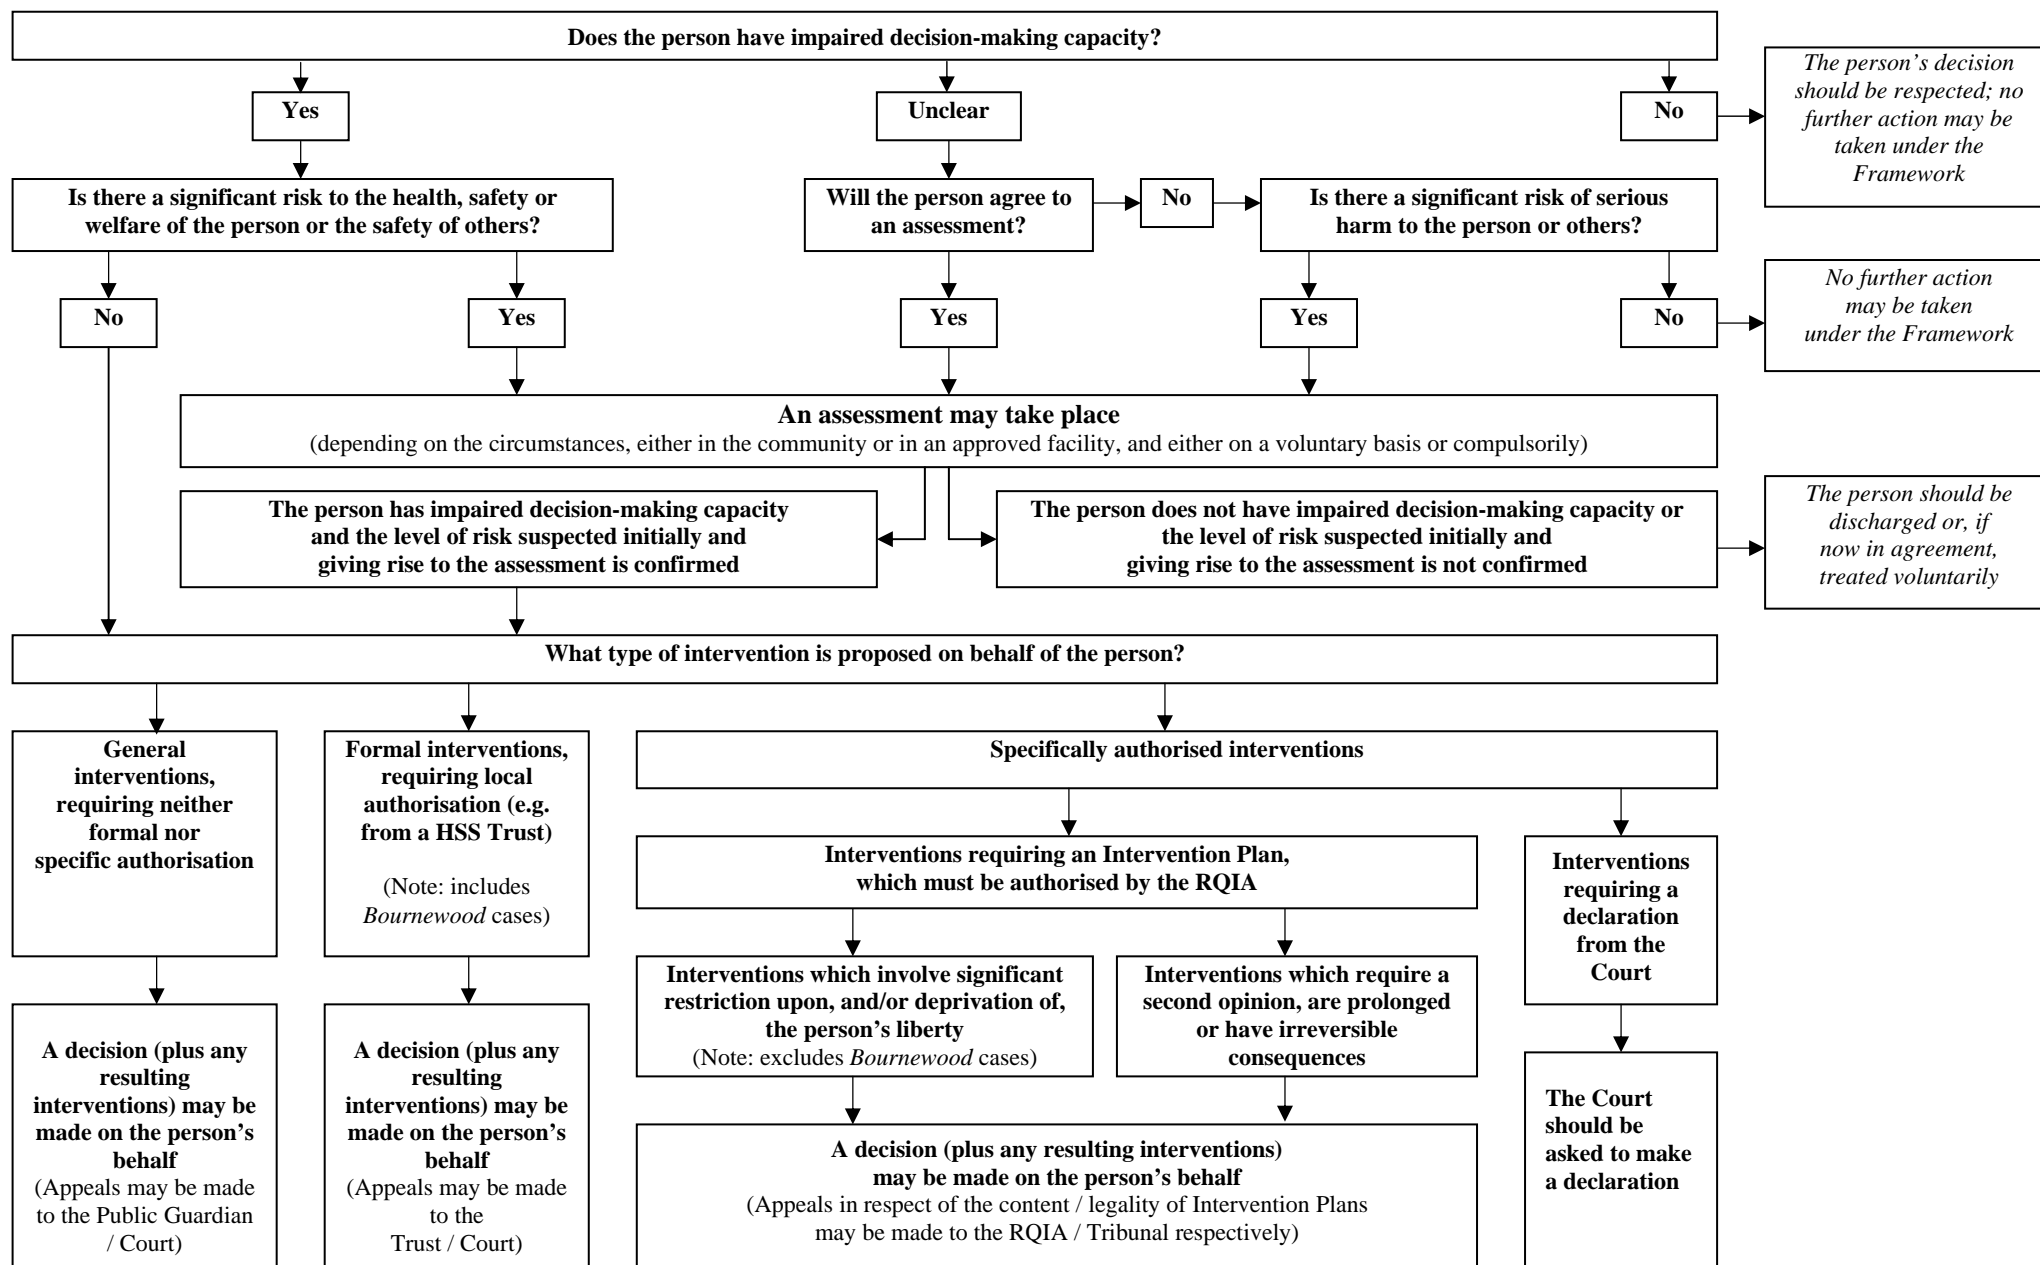 Does the person have impaired decision-making capacity?
Yes
Unclear
No
The person’s decision
should be respected; no
further action may be
taken under the
Framework
Is there a significant risk to the health, safety or
welfare of the person or the safety of others?
Will the person agree to
an assessment?
No
Is there a significant risk of serious
harm to the person or others?
No
Yes
Yes
Yes
No
No further action
may be taken
under the Framework
An assessment may take place
(depending on the circumstances, either in the community or in an approved facility, and either on a voluntary basis or compulsorily)
The person has impaired decision-making capacity
and the level of risk suspected initially and
giving rise to the assessment is confirmed
The person does not have impaired decision-making capacity or
the level of risk suspected initially and
giving rise to the assessment is not confirmed
The person should be
discharged or, if
now in agreement,
treated voluntarily
What type of intervention is proposed on behalf of the person?
General
interventions,
requiring neither
formal nor
specific authorisation
Formal interventions,
requiring local
authorisation (e.g.
from a HSS Trust)
(Note: includes
Bournewood cases)
Specifically authorised interventions
Interventions requiring an Intervention Plan,
which must be authorised by the RQIA
Interventions
requiring a
declaration
from the
Court
Interventions which involve significant
restriction upon, and/or deprivation of,
the person’s liberty
(Note: excludes Bournewood cases)
Interventions which require a
second opinion, are prolonged
or have irreversible
consequences
A decision (plus any
resulting
interventions) may be
made on the person’s
behalf
(Appeals may be made
to the Public Guardian
/ Court)
A decision (plus any
resulting
interventions) may be
made on the person’s
behalf
(Appeals may be made
to the
Trust / Court)
A decision (plus any resulting interventions)
may be made on the person’s behalf
(Appeals in respect of the content / legality of Intervention Plans
may be made to the RQIA / Tribunal respectively)
The Court
should be
asked to make
a declaration